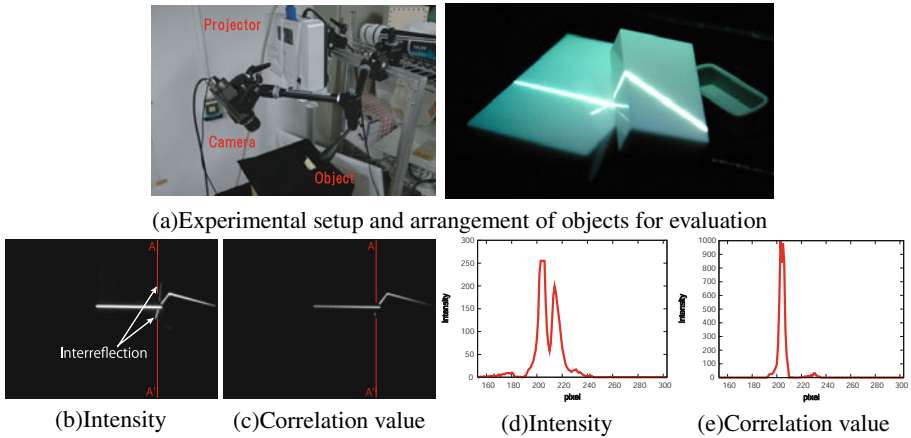 Projector
Camera
Object
(a)Experimental setup and arrangement of objects for evaluation
A
Interreflection
A'
(b)Intensity
A
A'
(c)Correlation value
300
250
200
150
100
50
0
Intensity
160 180 200 220 240 260 280 300
pixel
(d)Intensity
1000
900
800
700
600
500
400
300
200
100
0
Intensity
160 180 200 220 240 260 280 300
pixel
(e)Correlation value